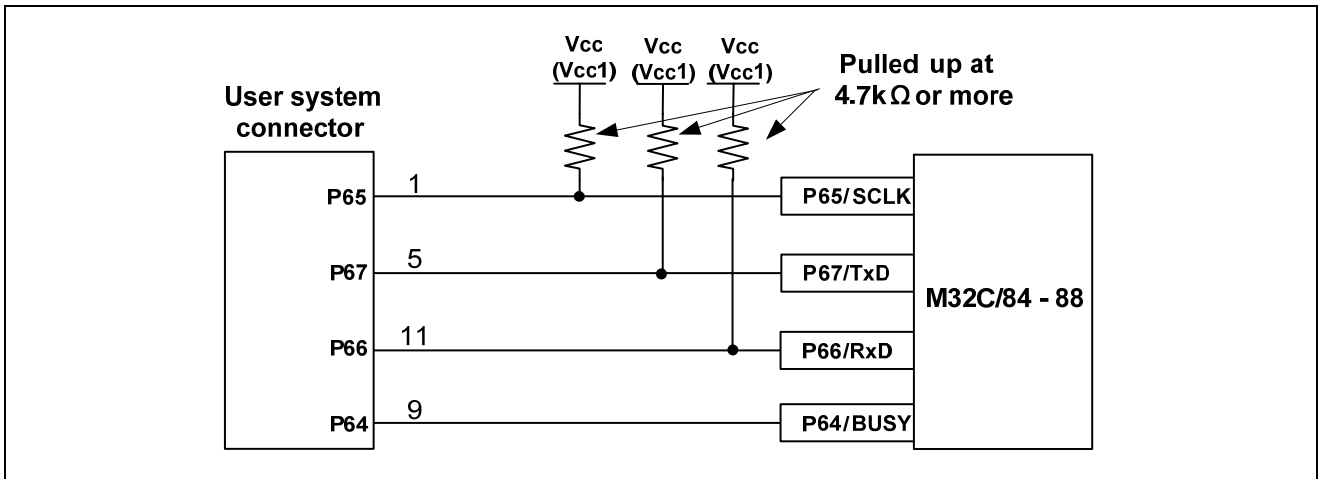 Vcc
(Vcc1)
Vcc
(Vcc1)
Vcc
(Vcc1)
Pulled up at
4.7kΩ or more
User system
connector
P65
1
P65/SCLK
P67
5
P67/TxD
M32C/84 - 88
P66
11
P66/RxD
P64
9
P64/BUSY